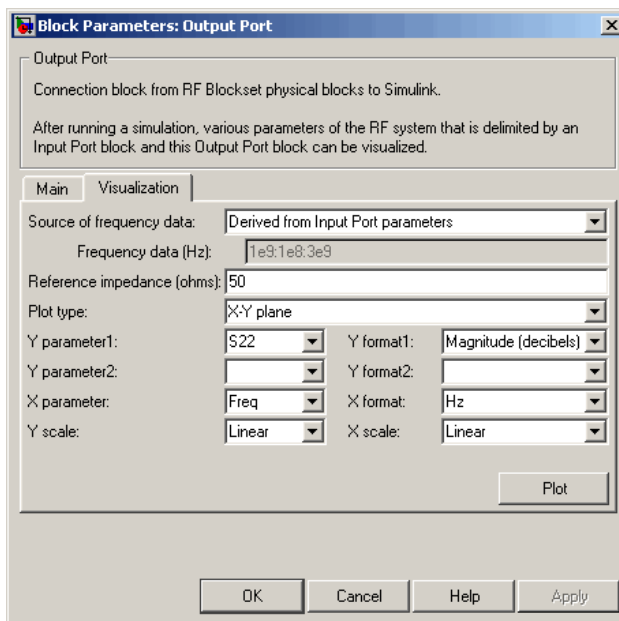 Block Parameters: Output Port
Output Port
Connection block from RF Blockset physical blocks to Simulink.
After running a simulation, various parameters of the RF system that is delimited by an
Input Port block and this Output Port block can be visualized.
Main Visualization
Source of frequency data: Derived from Input Port parameters
Frequency data (Hz): 1e9:1e8:3e9
Reference impedance (ohms): 50
Plot type: X-Y plane
Y parameter1: S22 Y format1: Magnitude (decibels)
Y parameter2: Y format2:
X parameter: Freq X format: Hz
Y scale: Linear X scale: Linear
Plot
OK Cancel Help Apply